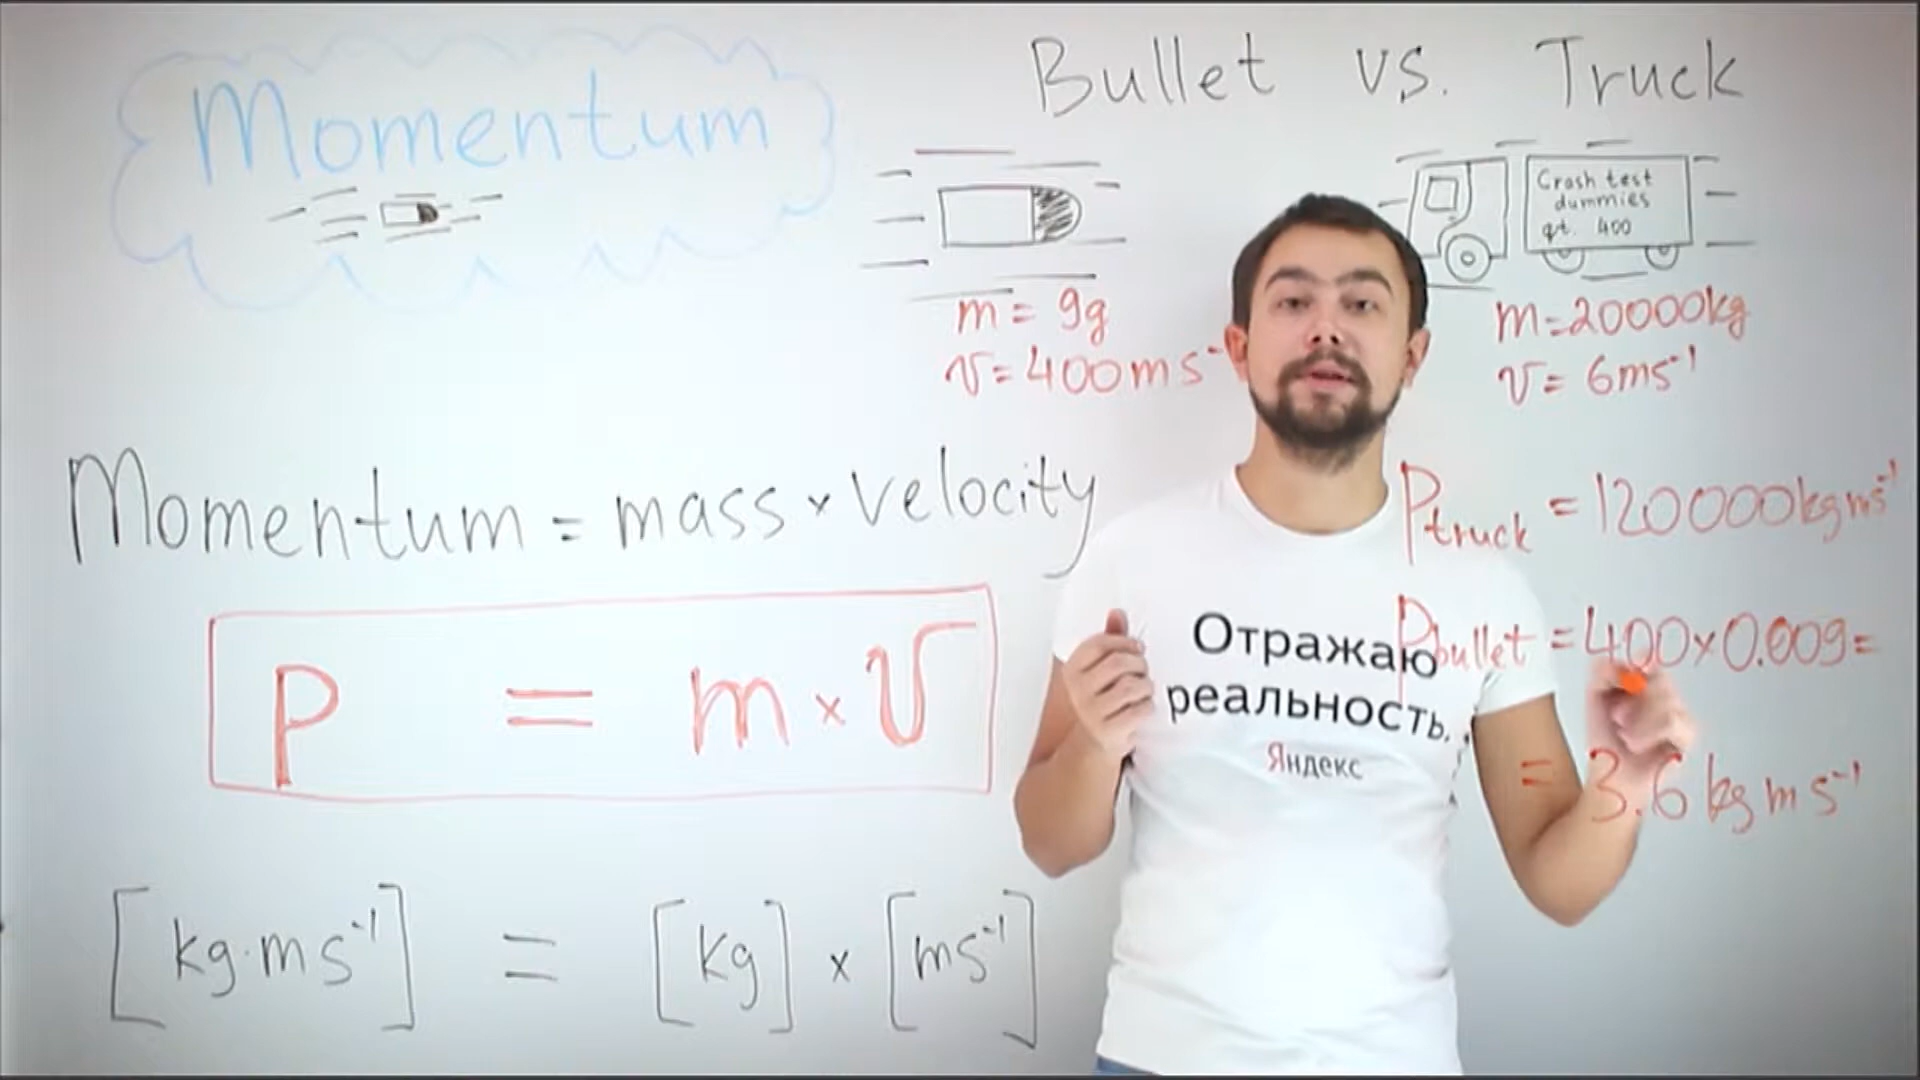 Momentum
Bullet vs. Truck
Crash test
dummies
qt. 400
m = 9g
v = 400ms⁻
m=20000kg
v = 6ms⁻¹
Momentum = mass × velocity
p = m × v
[kg·ms⁻¹] = [kg] × [ms⁻¹]
Ptruck = 120000kgms⁻¹
Pbullet = 400×0.009=
= 3.6 kgms⁻¹
Отражаю
реальность.
Яндекс